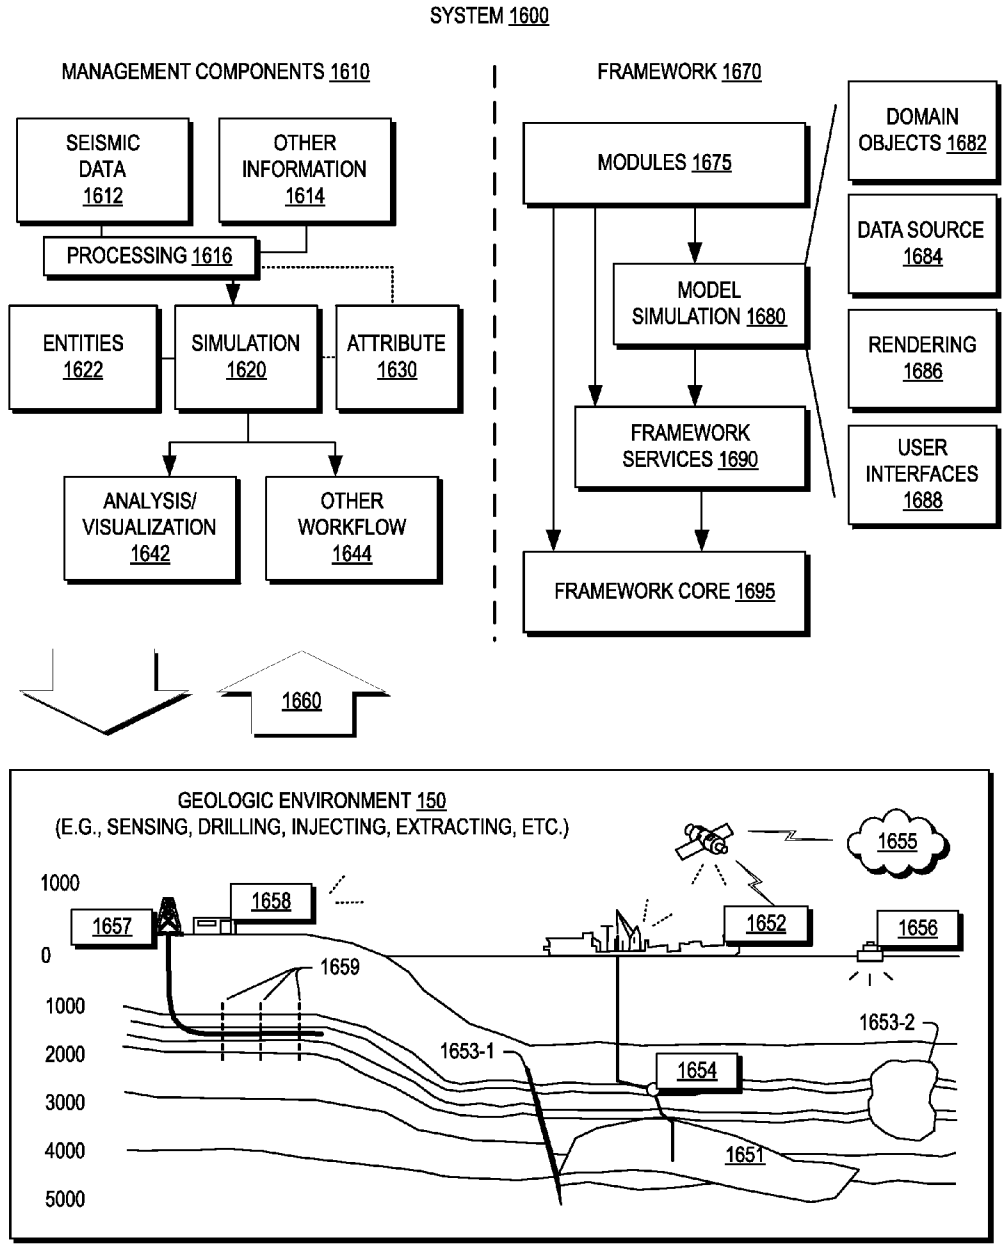 SYSTEM 1600
MANAGEMENT COMPONENTS 1610
SEISMIC
DATA
1612
OTHER
INFORMATION
1614
PROCESSING 1616
ENTITIES
1622
SIMULATION
1620
ATTRIBUTE
1630
ANALYSIS/
VISUALIZATION
1642
OTHER
WORKFLOW
1644
FRAMEWORK 1670
MODULES 1675
MODEL
SIMULATION 1680
FRAMEWORK
SERVICES 1690
FRAMEWORK CORE 1695
DOMAIN
OBJECTS 1682
DATA SOURCE
1684
RENDERING
1686
USER
INTERFACES
1688
1660
GEOLOGIC ENVIRONMENT 150
(E.G., SENSING, DRILLING, INJECTING, EXTRACTING, ETC.)
1655
1000
1658
1657
1652
1656
0
1659
1000
1653-2
2000
1653-1
1654
3000
4000
1651
5000